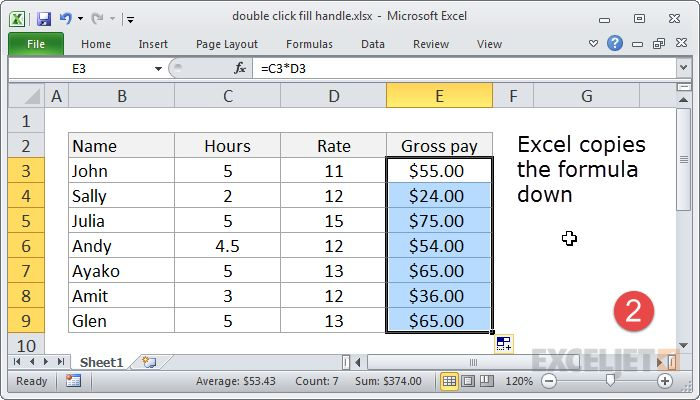 double click fill handle.xlsx - Microsoft Excel
File Home Insert Page Layout Formulas Data Review View
E3 fx =C3*D3
A B C D E F G
1
2 Name Hours Rate Gross pay
3 John 5 11 $55.00
4 Sally 2 12 $24.00
5 Julia 5 15 $75.00
6 Andy 4.5 12 $54.00
7 Ayako 5 13 $65.00
8 Amit 3 12 $36.00
9 Glen 5 13 $65.00
10
Excel copies
the formula
down
2
EXCELJET
Sheet1
Ready Average: $53.43 Count: 7 Sum: $374.00 120%